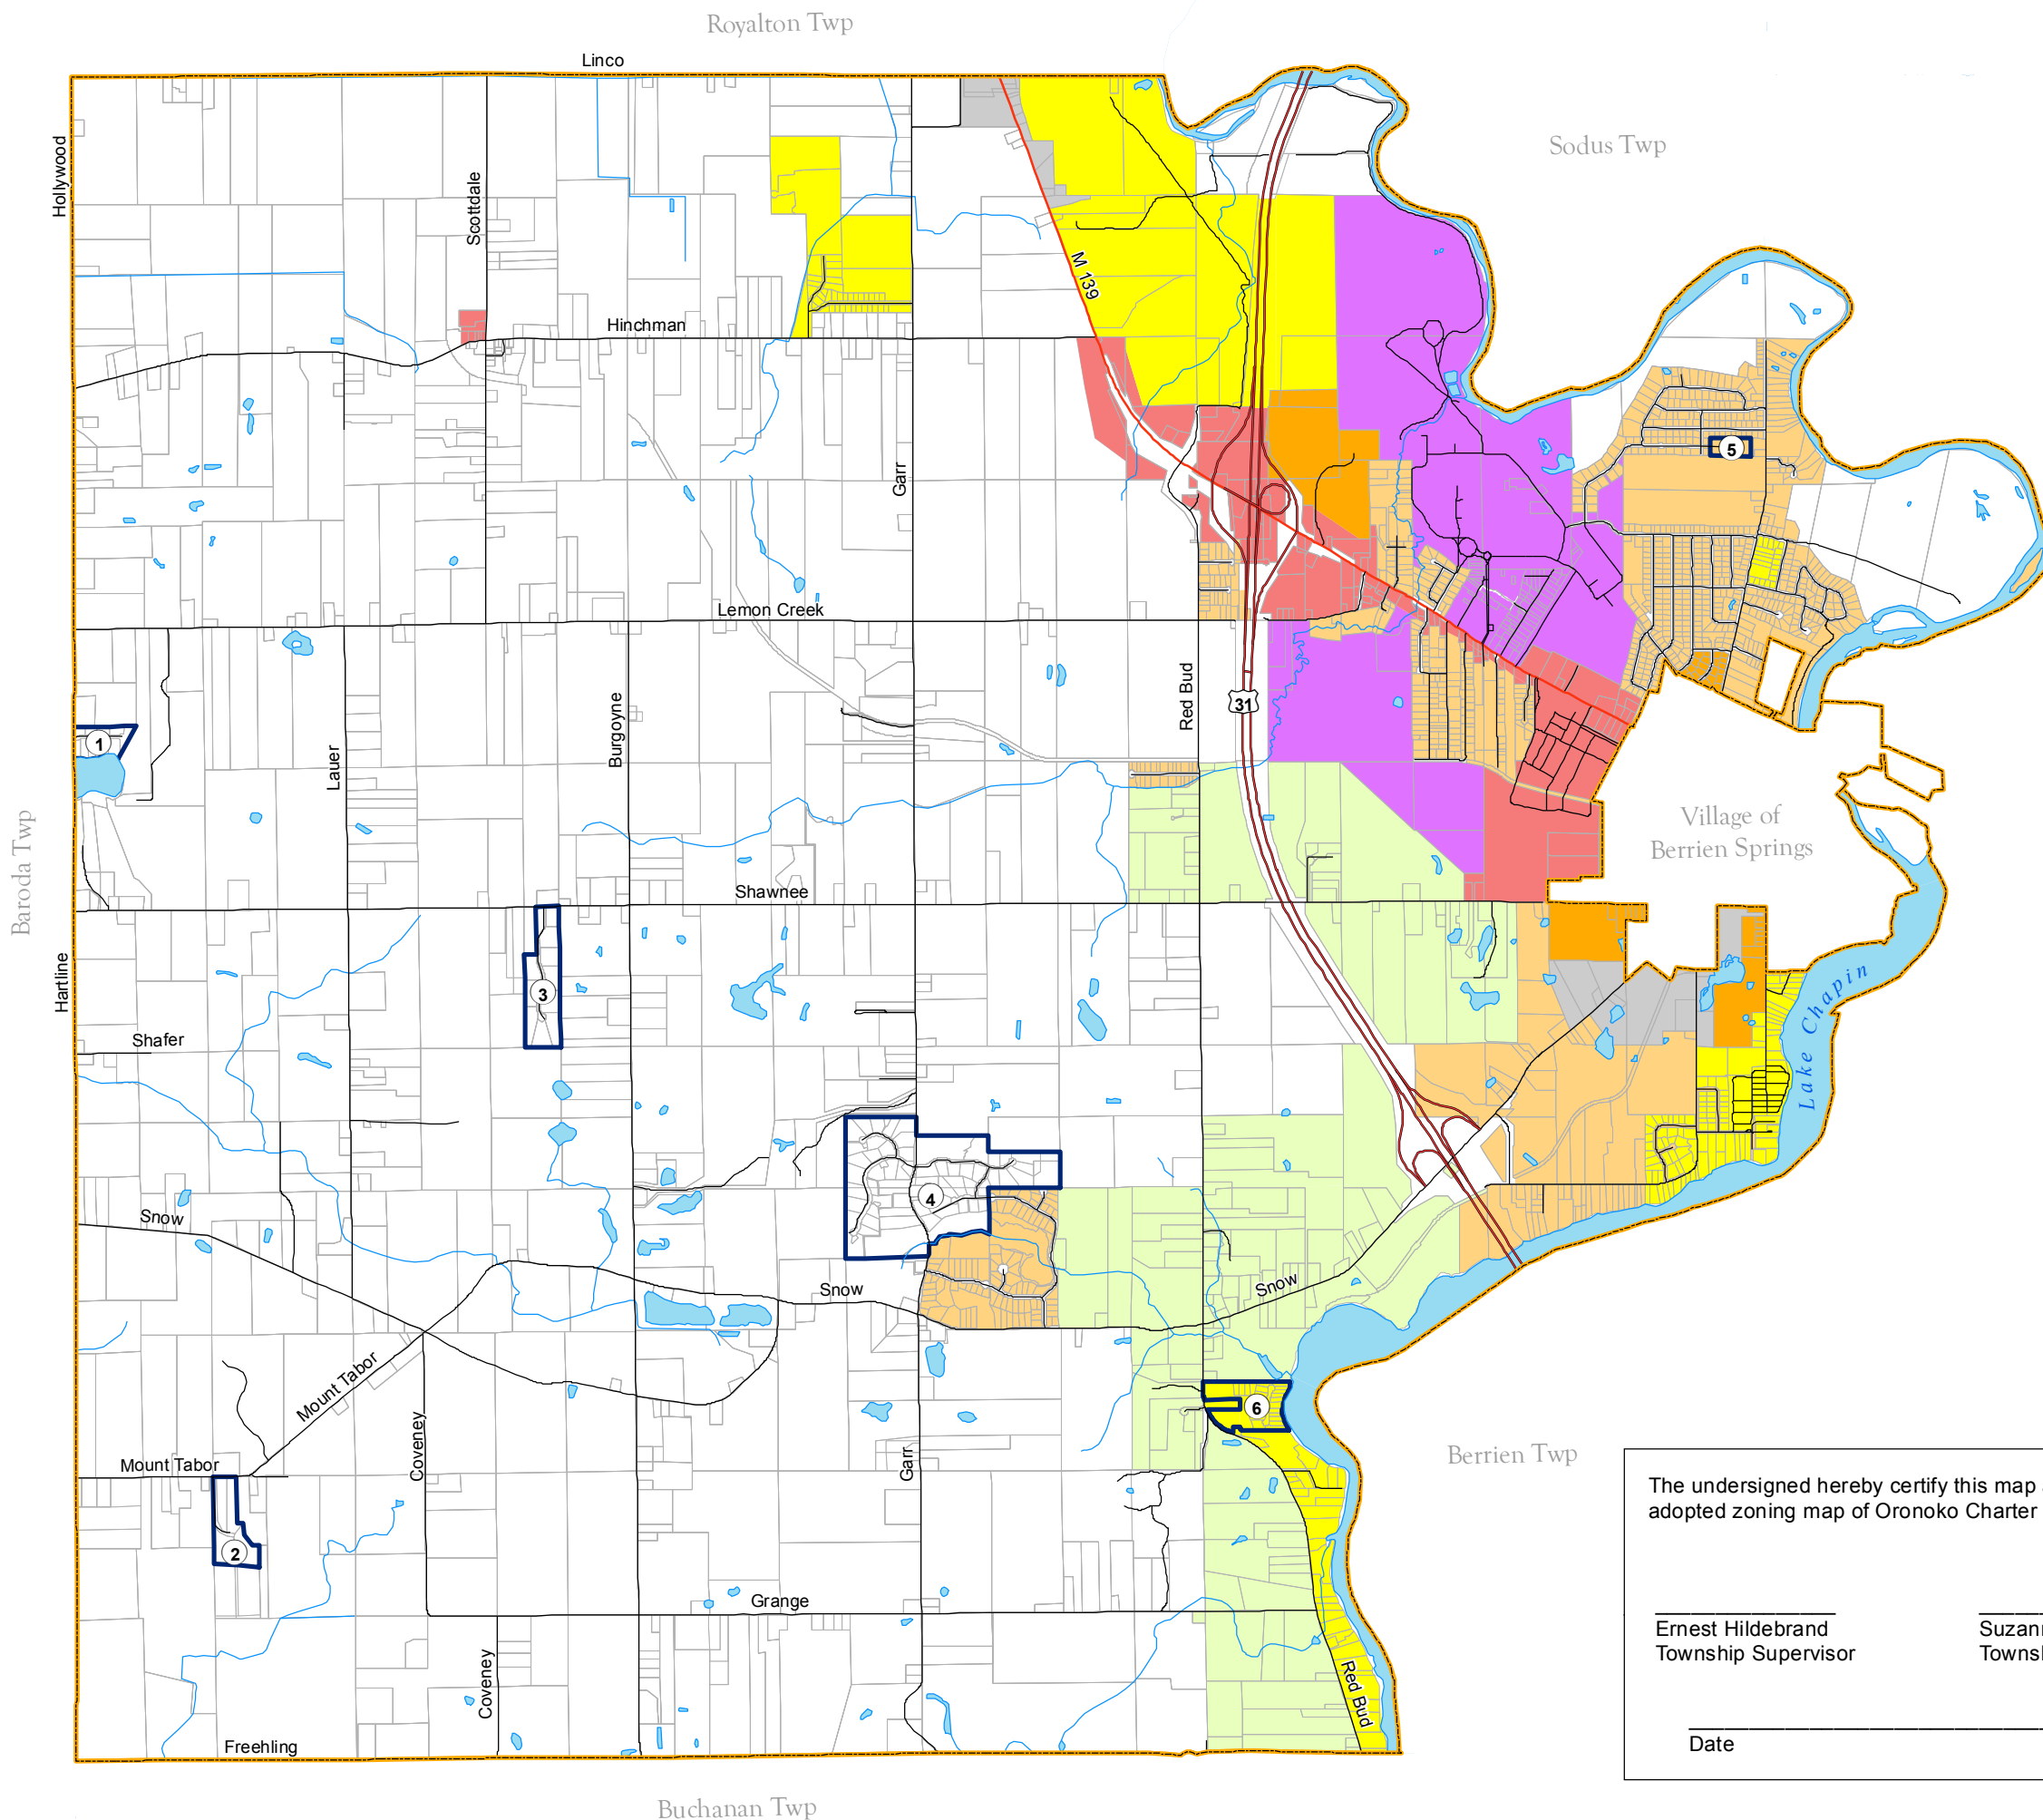 Royalton Twp
Linco
Hollywood
Scottdale
Sodus Twp
M 139
Hinchman
Garr
5
Lemon Creek
Red Bud
31
Burgoyne
Lauer
1
Baroda Twp
Village of
Berrien Springs
Shawnee
Hartline
3
Lake Chapin
Shafer
4
Snow
Snow
Snow
Mount Tabor
6
Coveney
Garr
Mount Tabor
Berrien Twp
2
The undersigned hereby certify this map
adopted zoning map of Oronoko Charter
Grange
Ernest Hildebrand
Township Supervisor
Coveney
Red Bud
Freehling
Date
Buchanan Twp